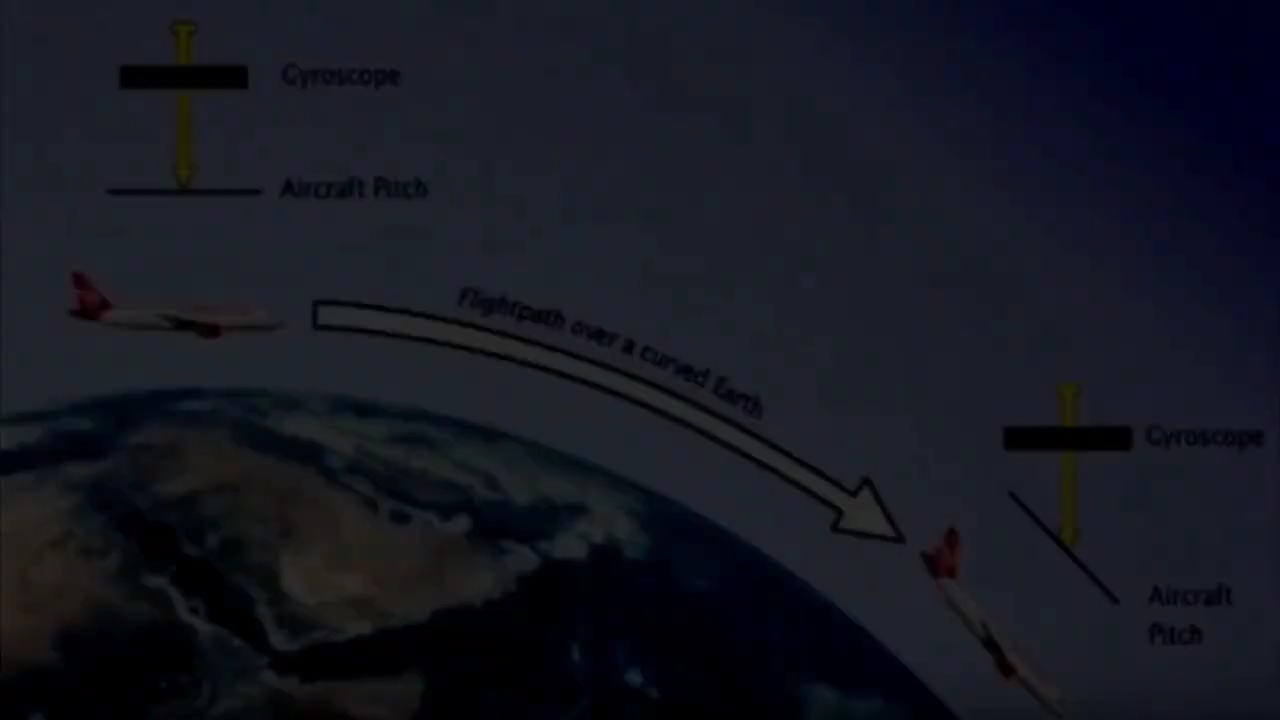 Gyroscope
Aircraft Pitch
Flightpath over a curved Earth
Gyroscope
Aircraft
Pitch